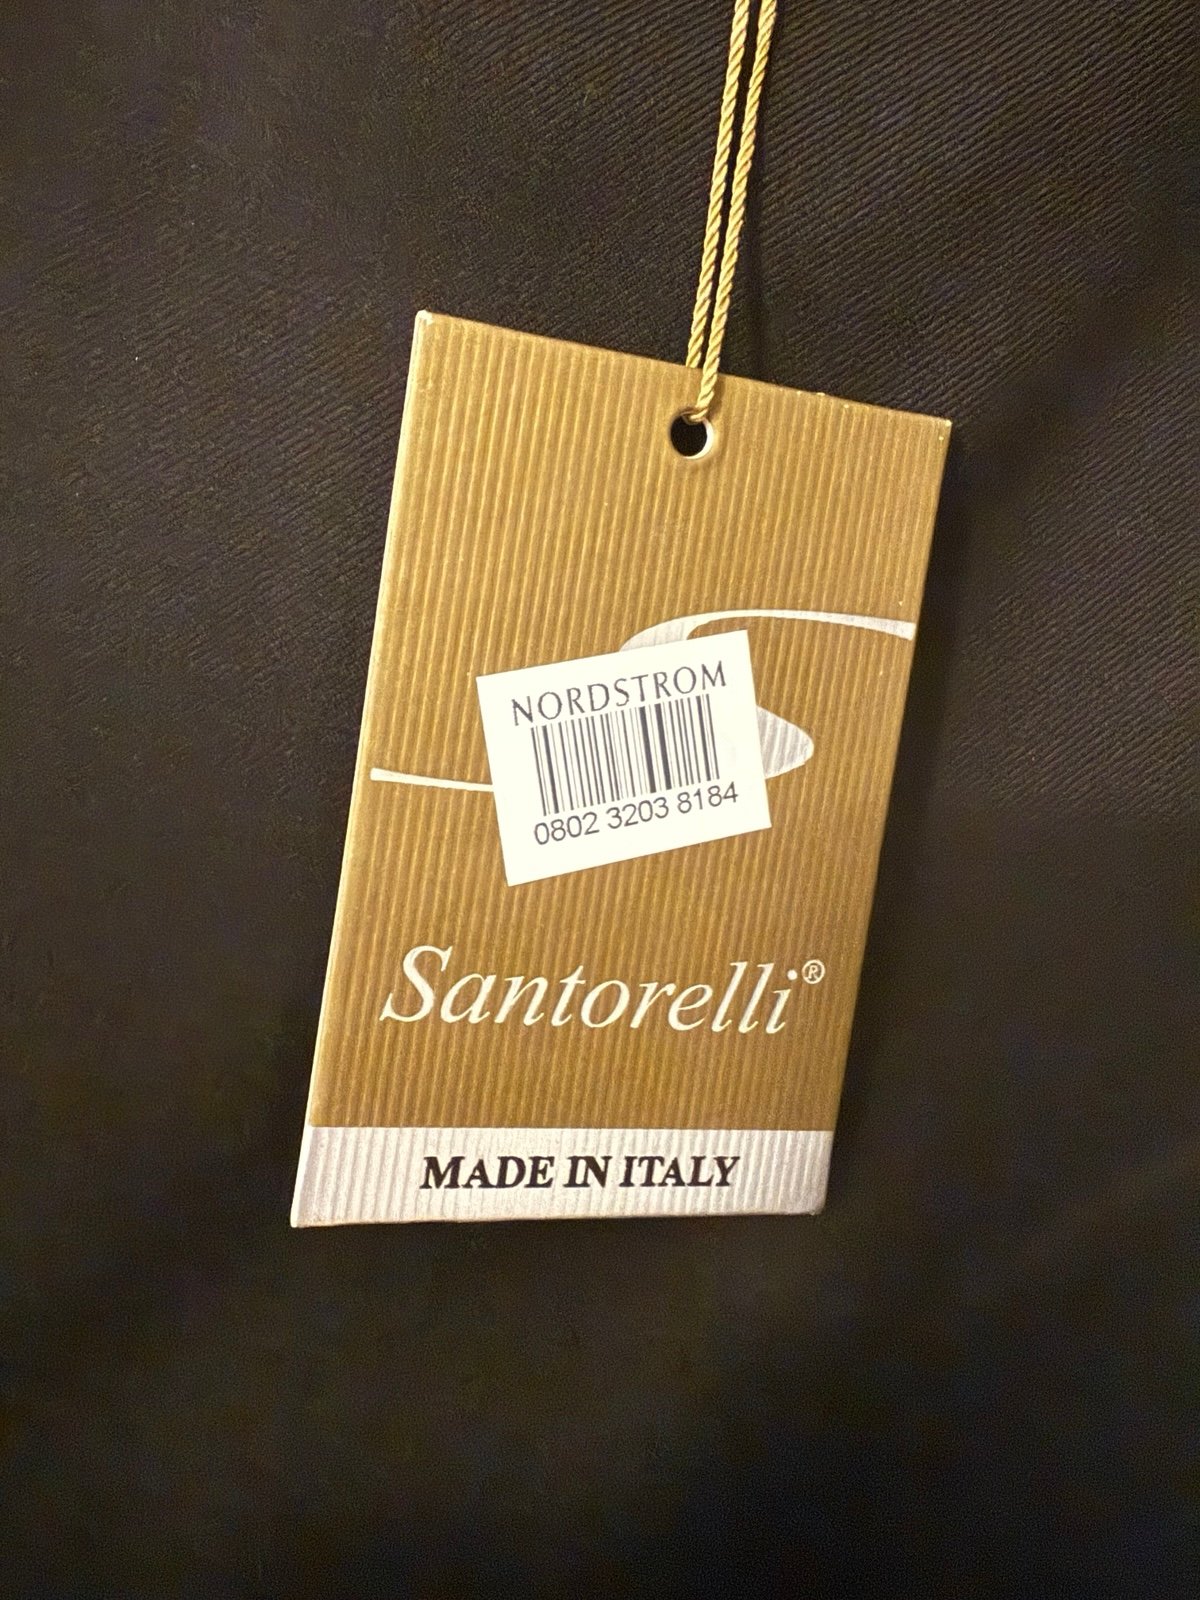 NORDSTROM
0802 3203 8184
Santorelli®
MADE IN ITALY